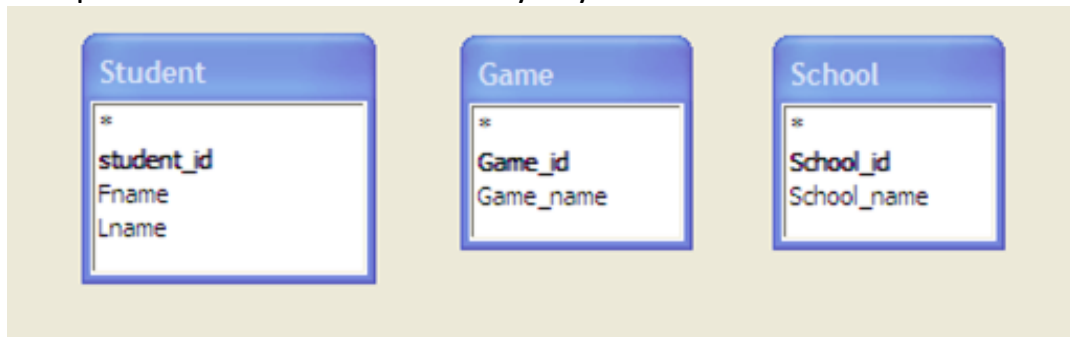 Student
*
student_id
Fname
Lname
Game
*
Game_id
Game_name
School
*
School_id
School_name